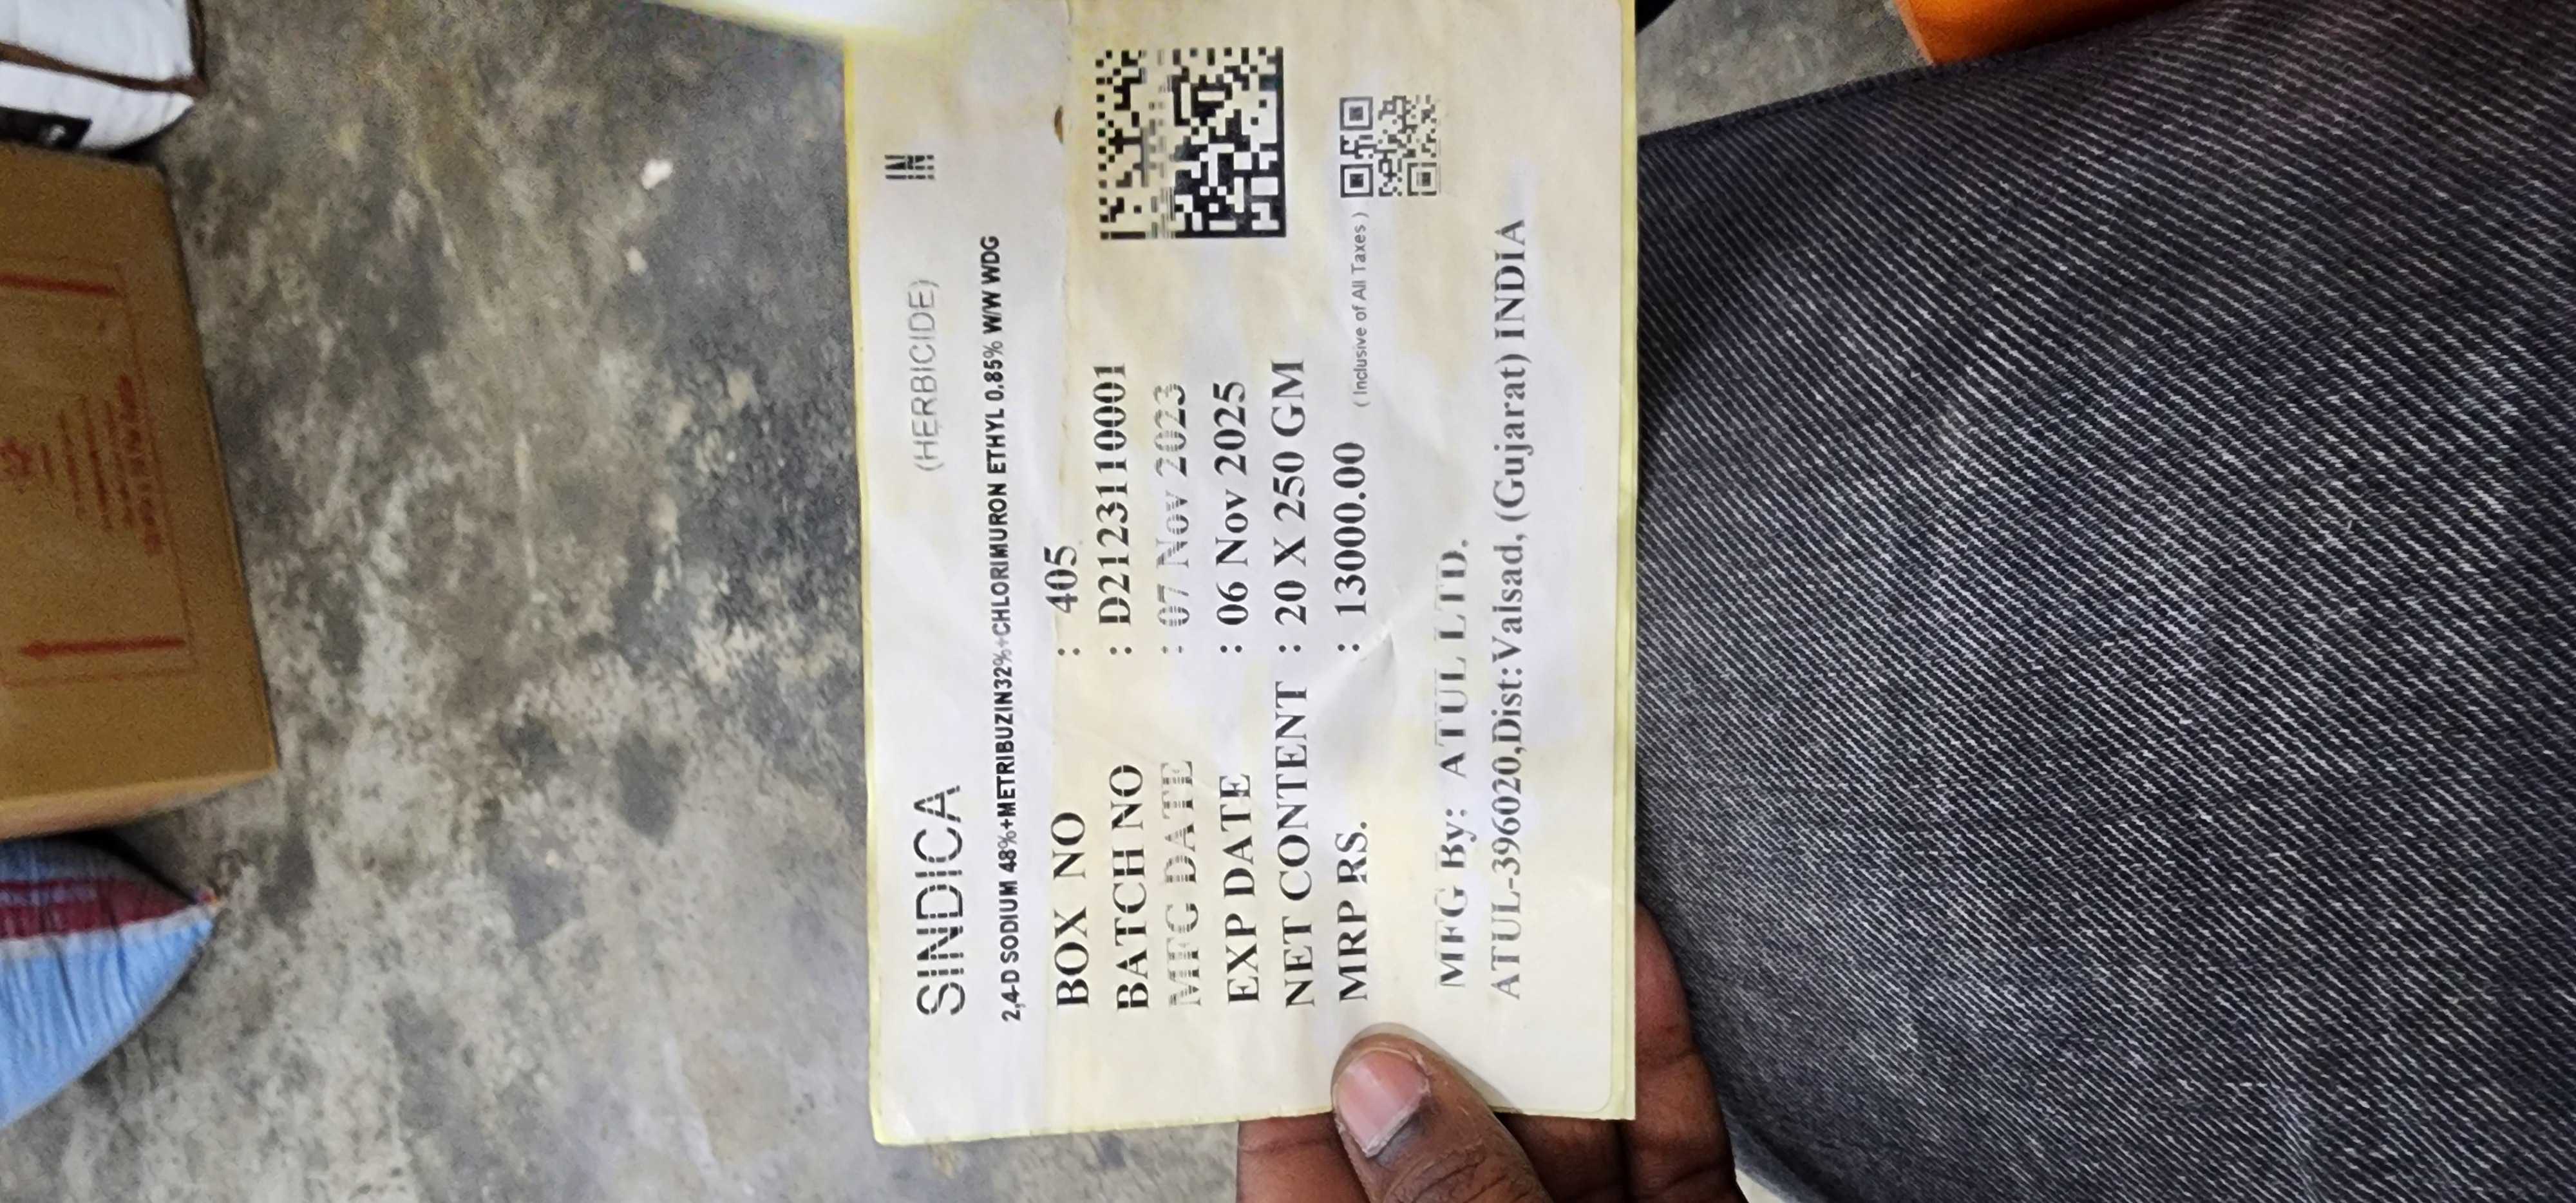 SINDICA (HERBICIDE) IN
2,4-D SODIUM 48%+METRIBUZIN32%+CHLORIMURON ETHYL 0.85% W/W WDG
BOX NO : 405
BATCH NO : D2123110001
MFG DATE : 07 Nov 2023
EXP DATE : 06 Nov 2025
NET CONTENT : 20 X 250 GM
MRP RS. : 13000.00 (Inclusive of All Taxes)
MFG By: ATUL LTD.
ATUL-396020,Dist:Valsad, (Gujarat) INDIA